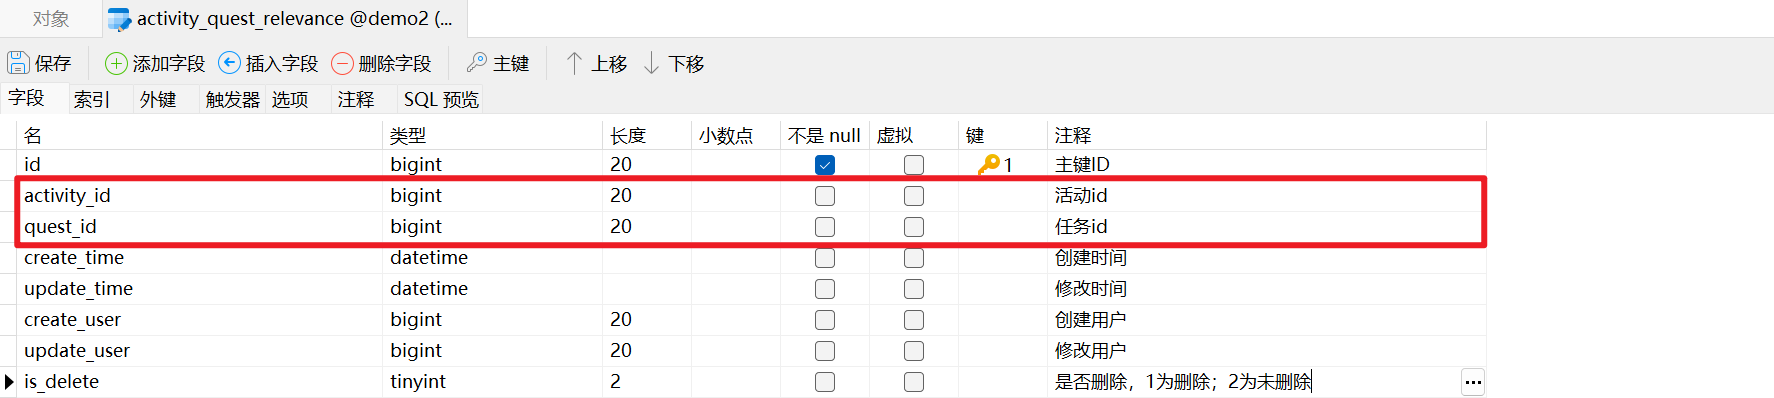 对象 activity_quest_relevance @demo2 (...
保存 添加字段 插入字段 删除字段 主键 上移 下移
字段 索引 外键 触发器 选项 注释 SQL 预览
名 类型 长度 小数点 不是 null 虚拟 键 注释
id bigint 20 1 主键ID
activity_id bigint 20 活动id
quest_id bigint 20 任务id
create_time datetime 创建时间
update_time datetime 修改时间
create_user bigint 20 创建用户
update_user bigint 20 修改用户
is_delete tinyint 2 是否删除，1为删除；2为未删除 ...